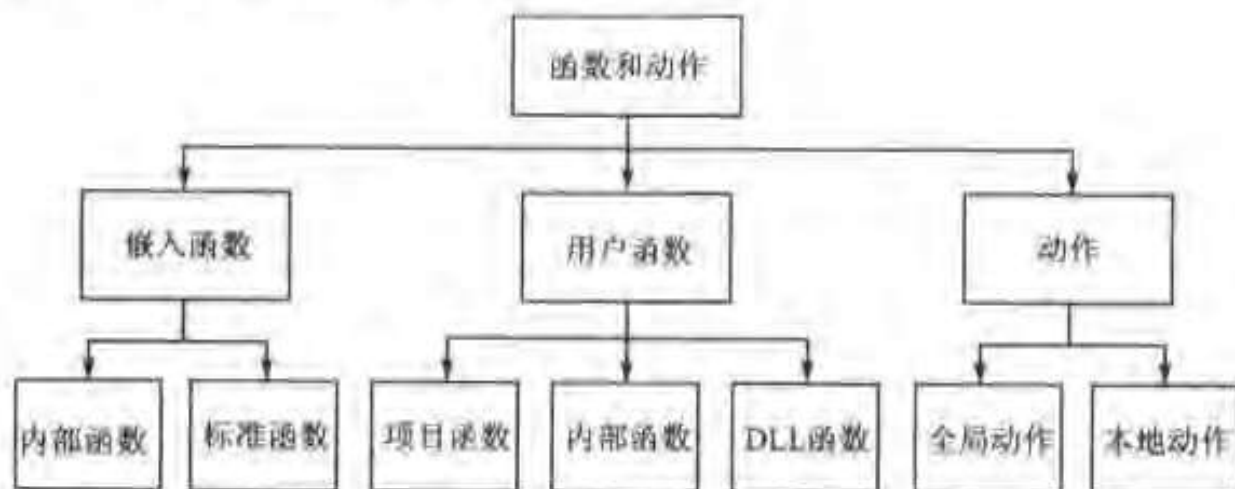 函数和动作
嵌入函数
用户函数
动作
内部函数
标准函数
项目函数
内部函数
DLL函数
全局动作
本地动作